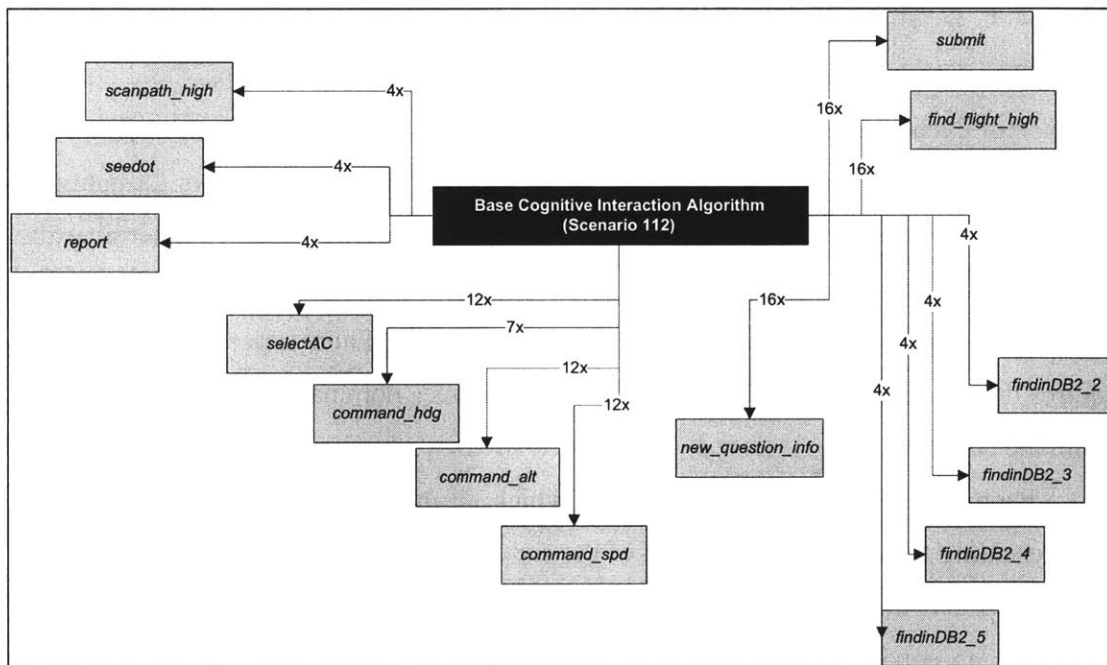 submit
scanpath_high
4x
16x
find_flight_high
seedot
4x
16x
Base Cognitive Interaction Algorithm
(Scenario 112)
report
4x
4x
12x
16x
4x
selectAC
7x
4x
12x
4x
findinDB2_2
command_hdg
12x
new_question_info
command_alt
findinDB2_3
command_spd
findinDB2_4
findinDB2_5